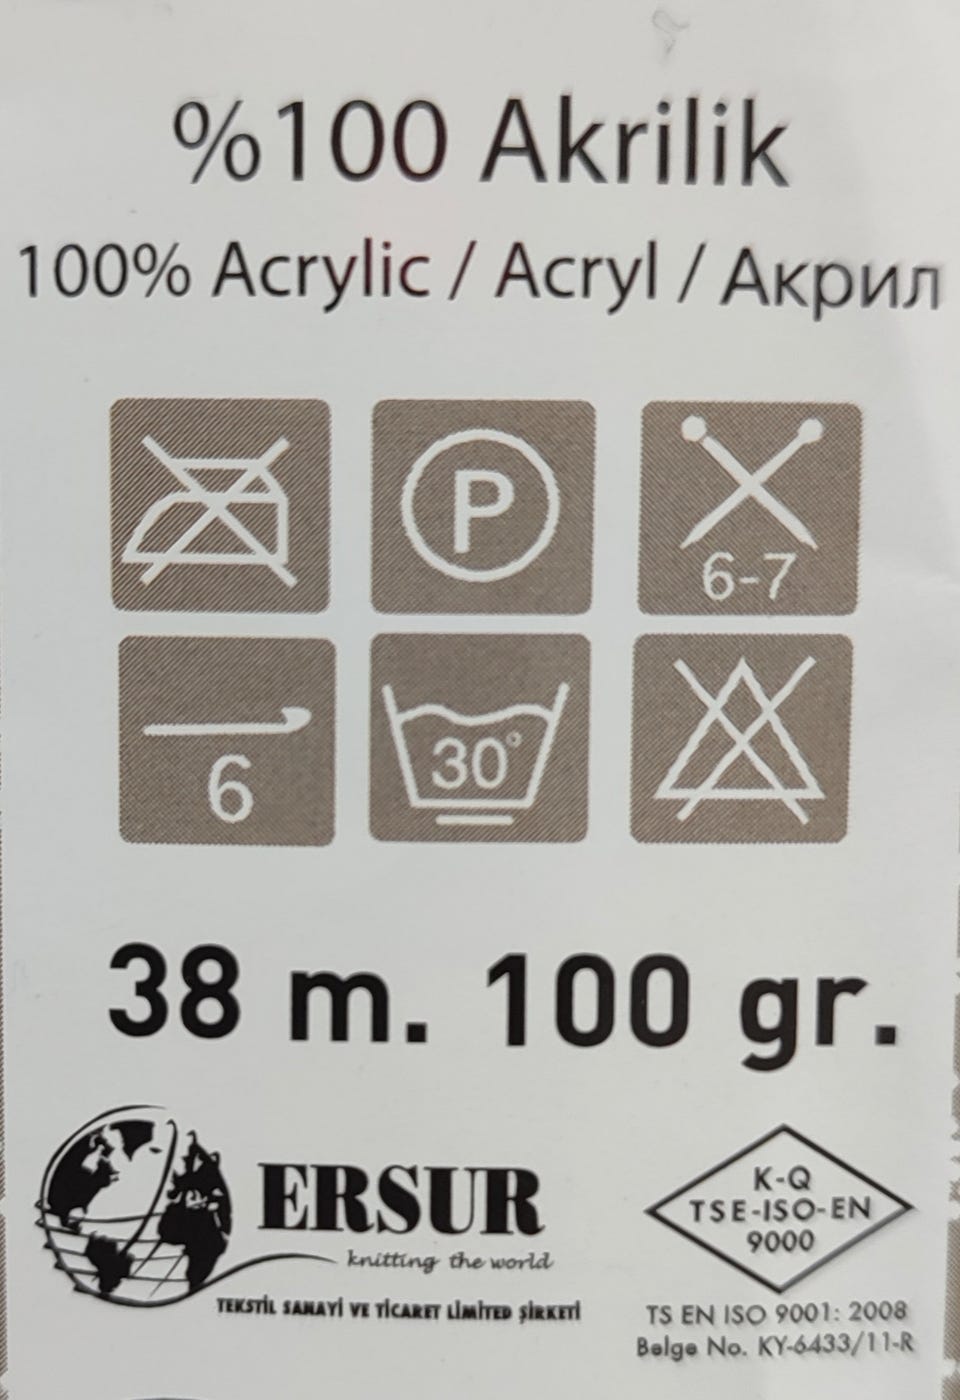 %100 Akrilik
100% Acrylic / Acryl / Акрил
P
6-7
6
30°
38 m. 100 gr.
ERSUR
knitting the world
TEKSTİL SANAYİ VE TİCARET LİMİTED ŞİRKETİ
K-Q
TSE-ISO-EN
9000
TS EN ISO 9001: 2008
Belge No. KY-6433/11-R